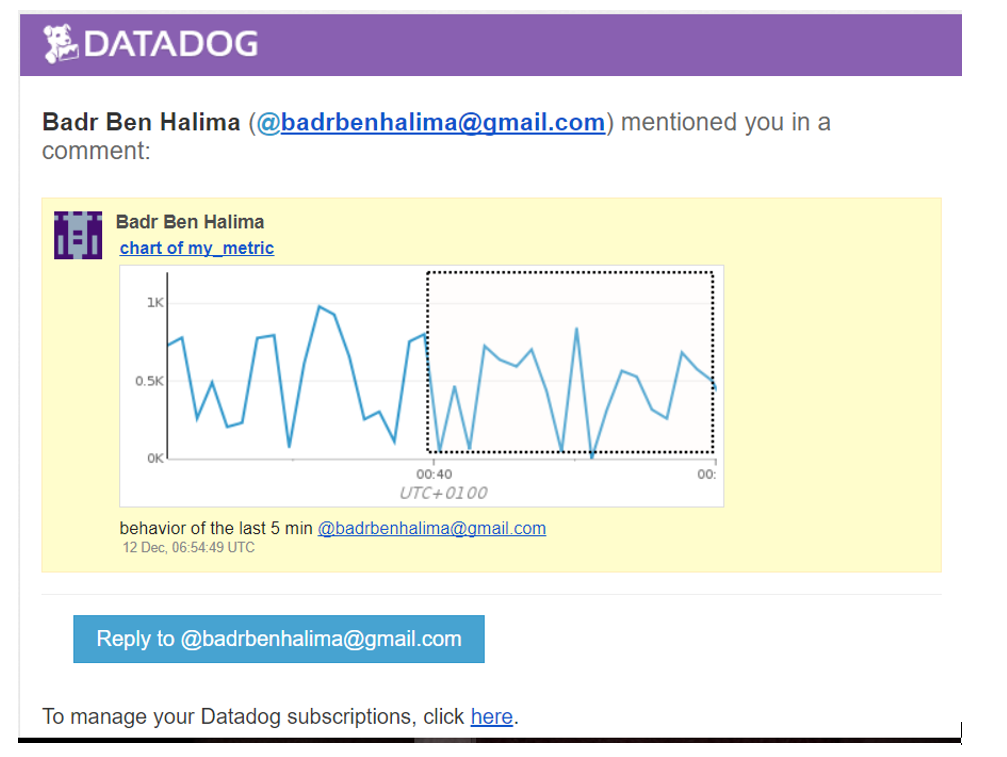 DATADOG
Badr Ben Halima (@badrbenhalima@gmail.com) mentioned you in a
comment:
Badr Ben Halima
chart of my_metric
1K
0.5K
0K
00:40
00:
UTC+0100
behavior of the last 5 min @badrbenhalima@gmail.com
12 Dec, 06:54:49 UTC
Reply to @badrbenhalima@gmail.com
To manage your Datadog subscriptions, click here.